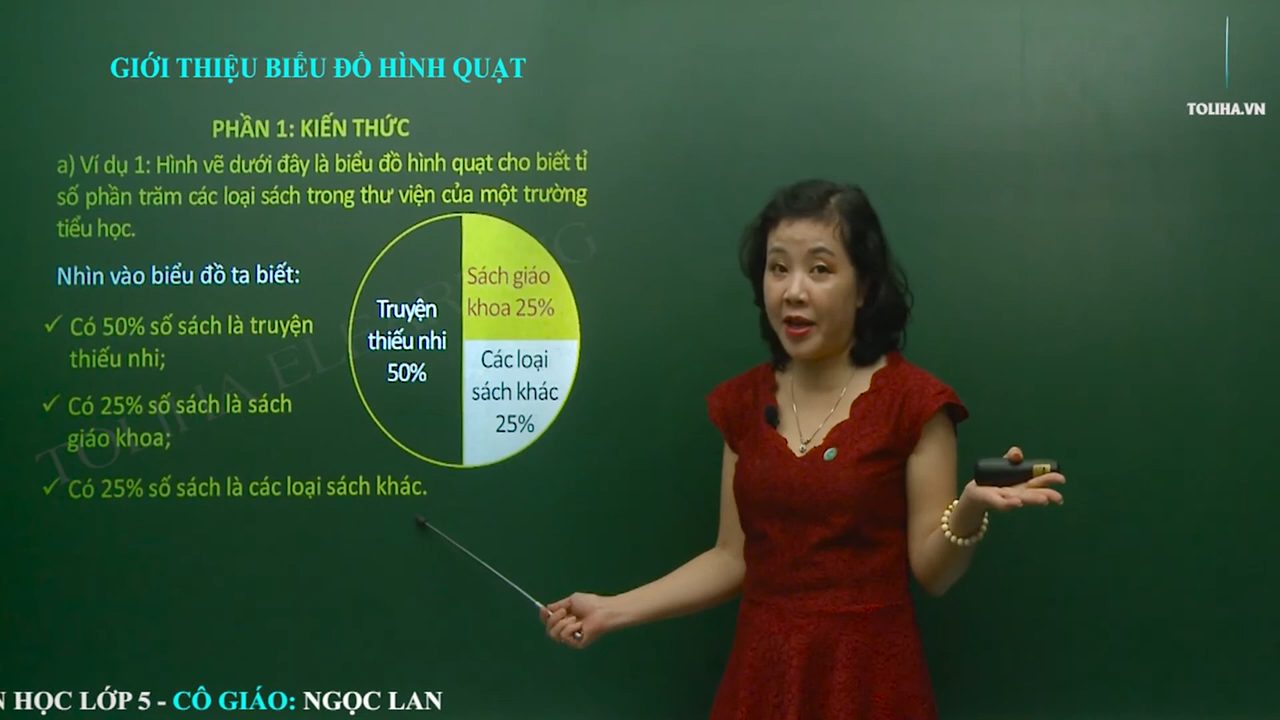 GIỚI THIỆU BIỂU ĐỒ HÌNH QUẠT
TOLIHA.VN
PHẦN 1: KIẾN THỨC
a) Ví dụ 1: Hình vẽ dưới đây là biểu đồ hình quạt cho biết tỉ
số phần trăm các loại sách trong thư viện của một trường
tiểu học.
Nhìn vào biểu đồ ta biết:
✓ Có 50% số sách là truyện
thiếu nhi;
✓ Có 25% số sách là sách
giáo khoa;
✓ Có 25% số sách là các loại sách khác.
Truyện
thiếu nhi
50%
Sách giáo
khoa 25%
Các loại
sách khác
25%
N HỌC LỚP 5 - CÔ GIÁO: NGỌC LAN